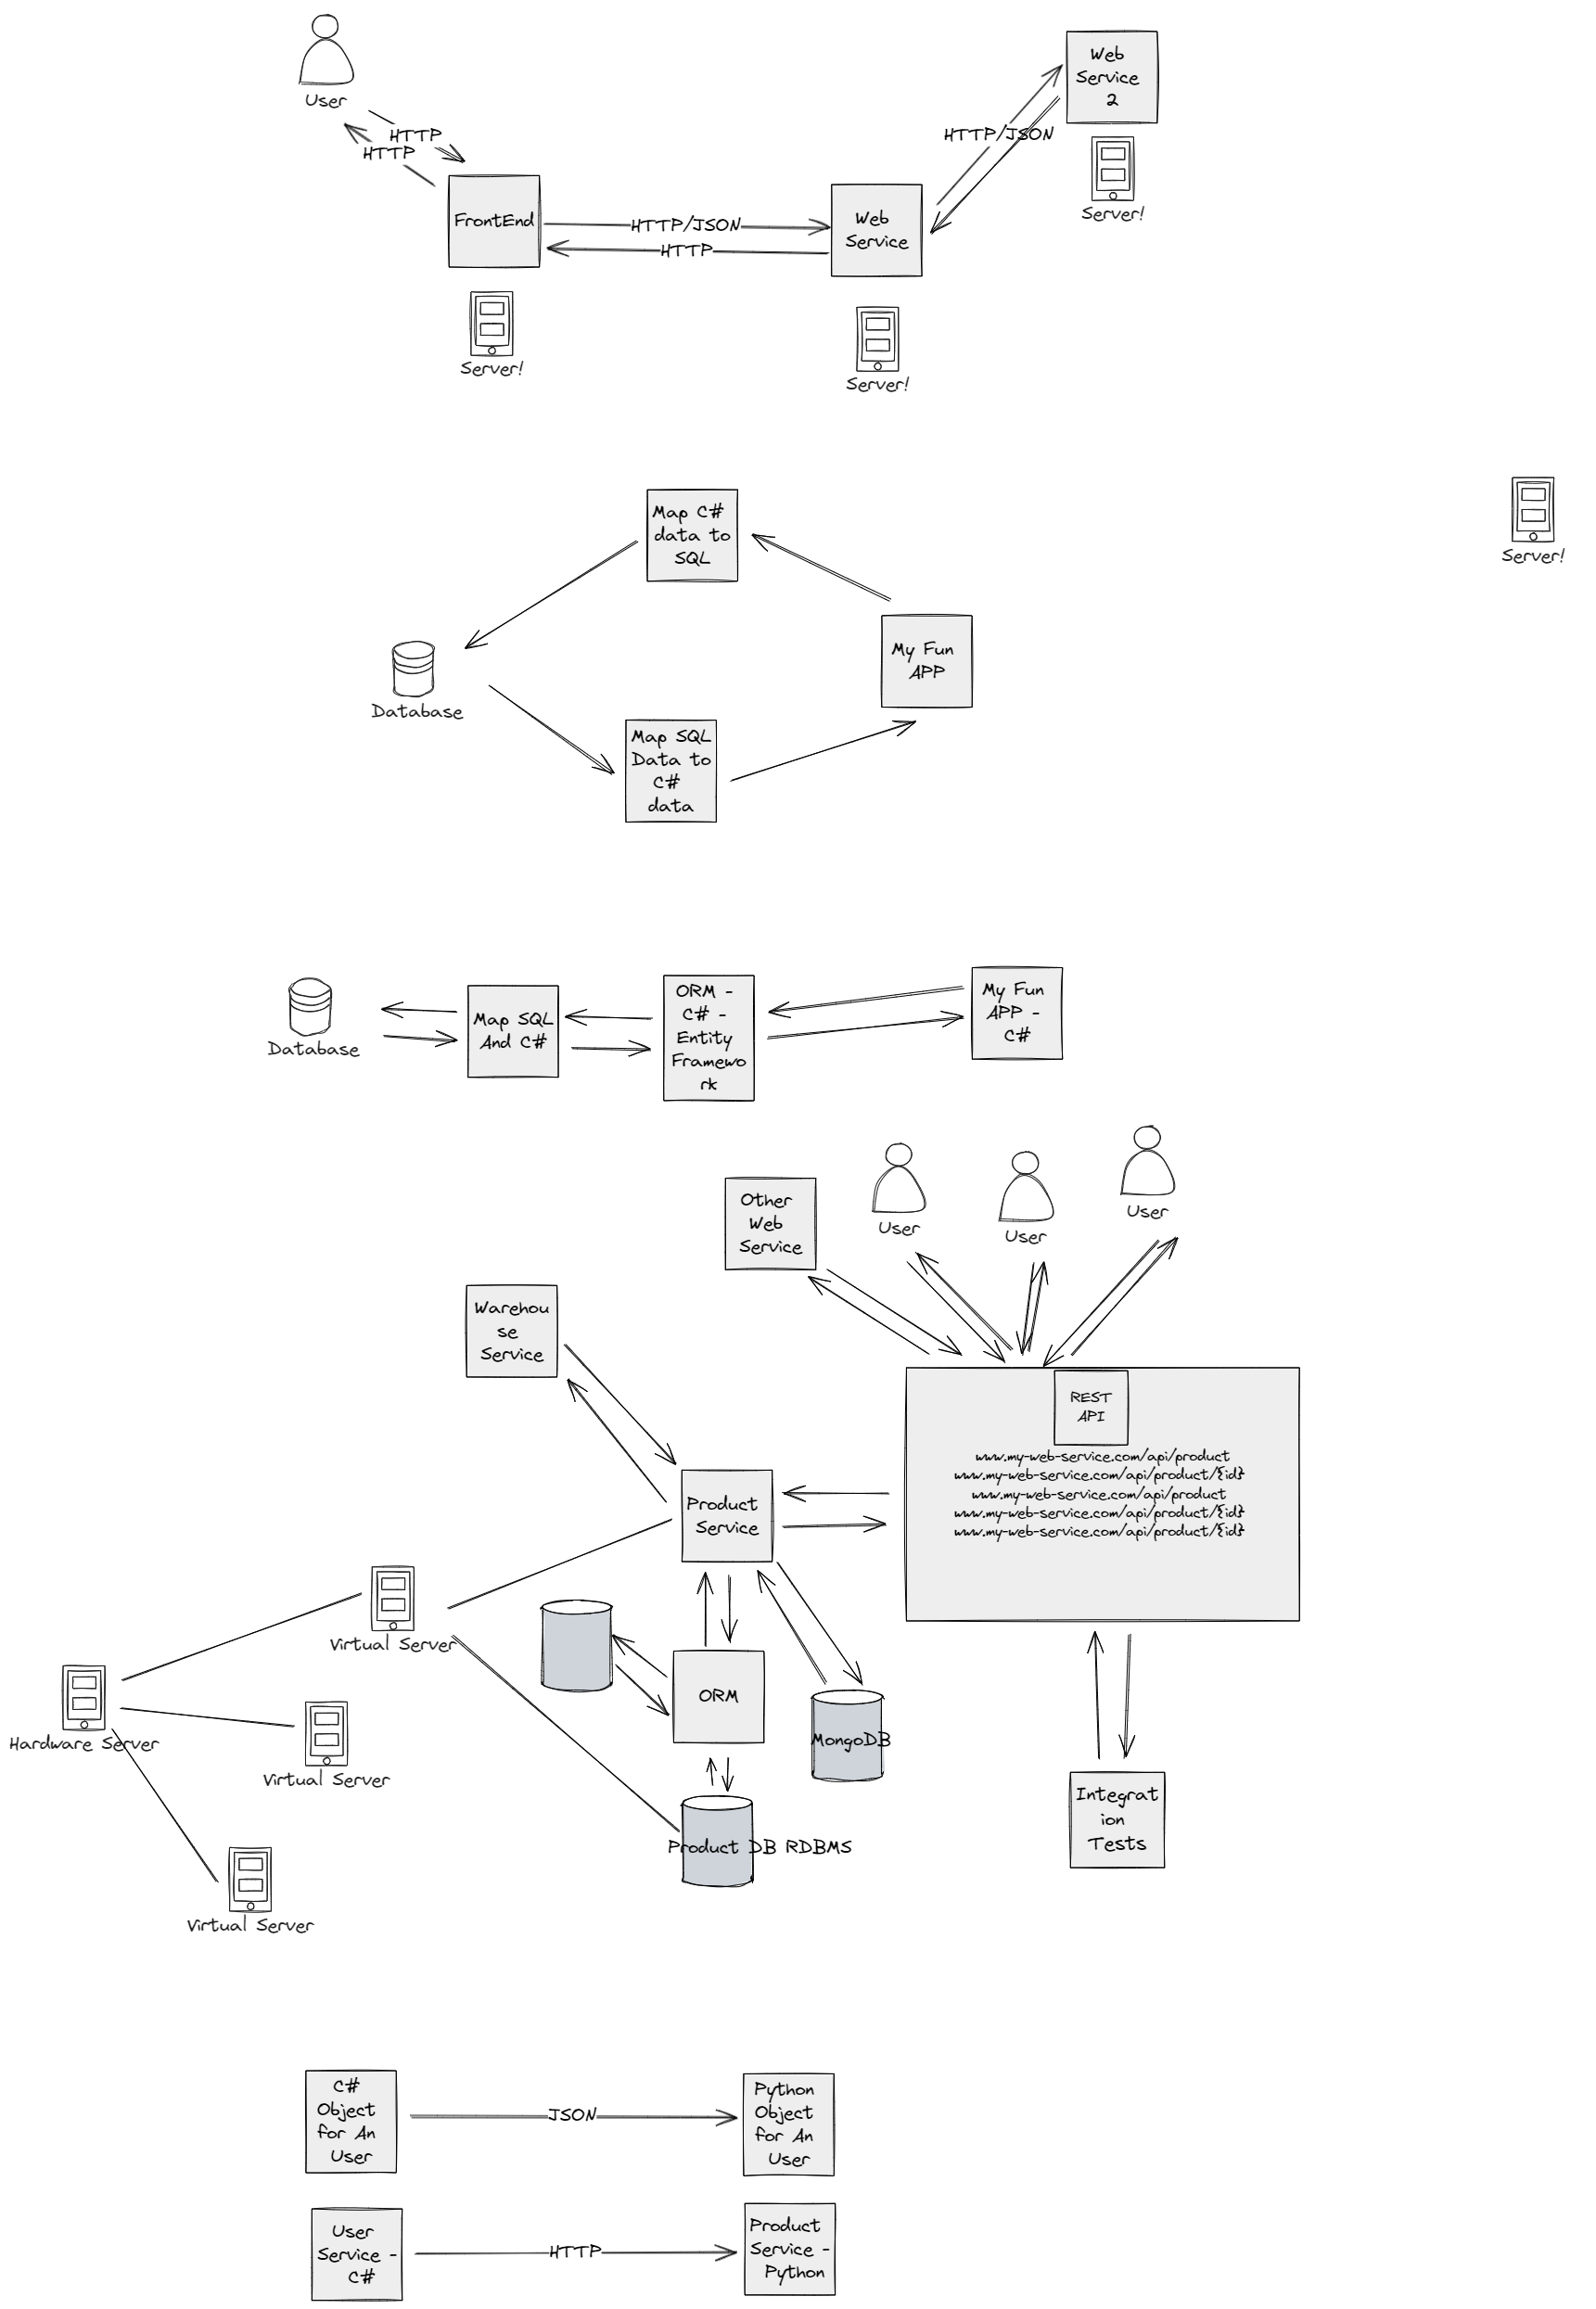 User
HTTP
HTTP
FrontEnd
Server!
HTTP/JSON
HTTP
Web
Service
Server!
HTTP/JSON
Web
Service
2
Server!
Server!
Map C#
data to
SQL
My Fun
APP
Database
Map SQL
Data to
C#
data
Database
Map SQL
And C#
ORM -
C# -
Entity
Framewo
rk
My Fun
APP -
C#
Other
Web
Service
User
User
User
Warehou
se
Service
REST
API
www.my-web-service.com/api/product
www.my-web-service.com/api/product/{id}
www.my-web-service.com/api/product
www.my-web-service.com/api/product/{id}
www.my-web-service.com/api/product/{id}
Product
Service
Virtual Server
Hardware Server
Virtual Server
Virtual Server
ORM
MongoDB
Product DB RDBMS
Integrat
ion
Tests
C#
Object
for An
User
JSON
Python
Object
for An
User
User
Service -
C#
HTTP
Product
Service -
Python